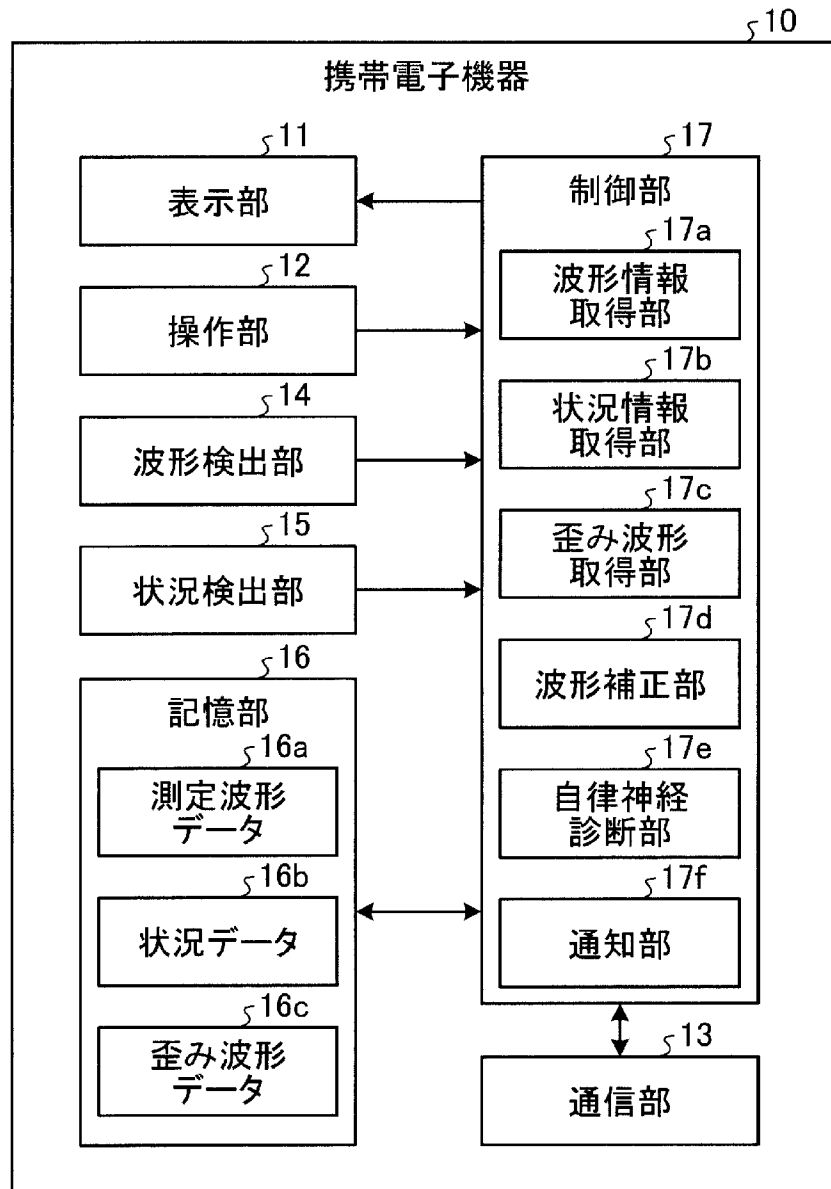 10
携帯電子機器
11
表示部
12
操作部
14
波形検出部
15
状況検出部
16
記憶部
16a
測定波形
データ
16b
状況データ
16c
歪み波形
データ
17
制御部
17a
波形情報
取得部
17b
状況情報
取得部
17c
歪み波形
取得部
17d
波形補正部
17e
自律神経
診断部
17f
通知部
13
通信部